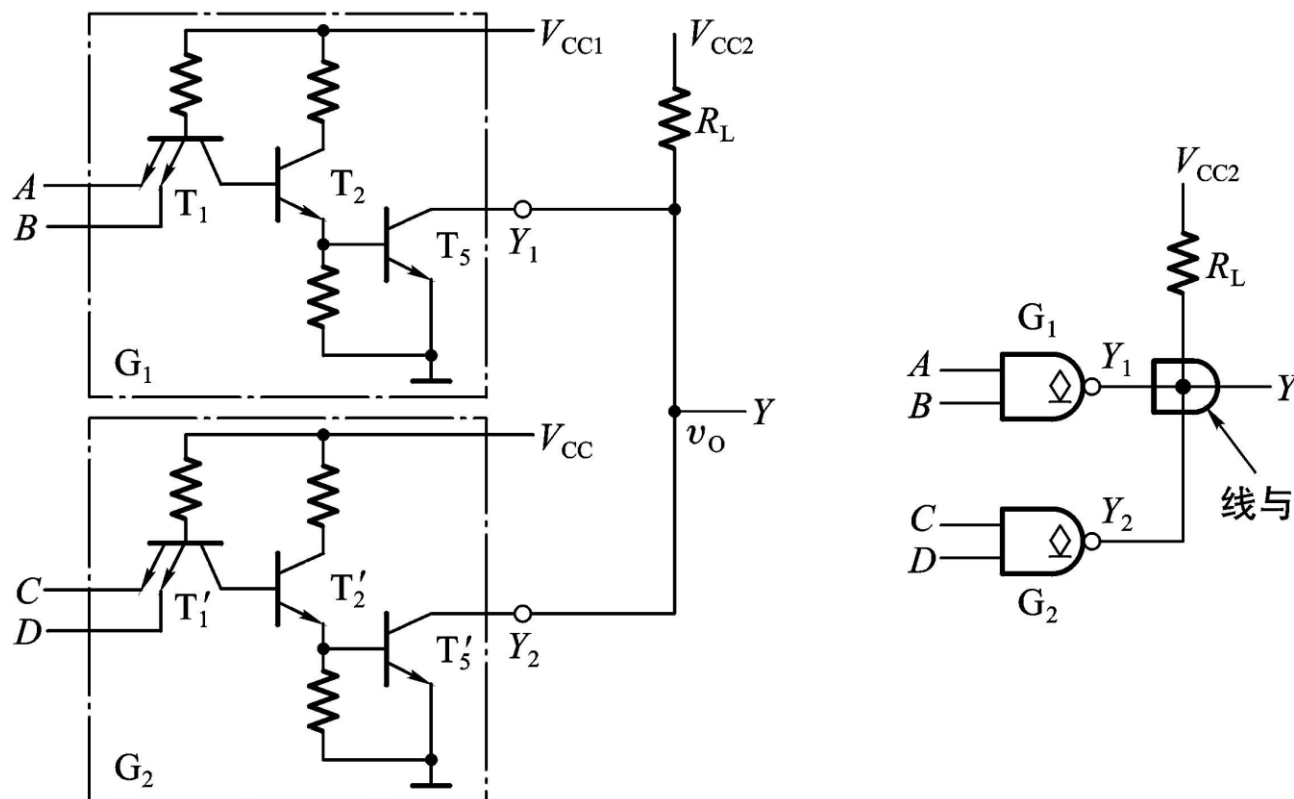 V_CC1
V_CC2
R_L
A
B
T_1
T_2
T_5
Y_1
G_1
V_CC
Y
v_O
C
D
T_1′
T_2′
T_5′
Y_2
G_2
V_CC2
R_L
G_1
A
B
Y_1
Y
线与
C
D
Y_2
G_2